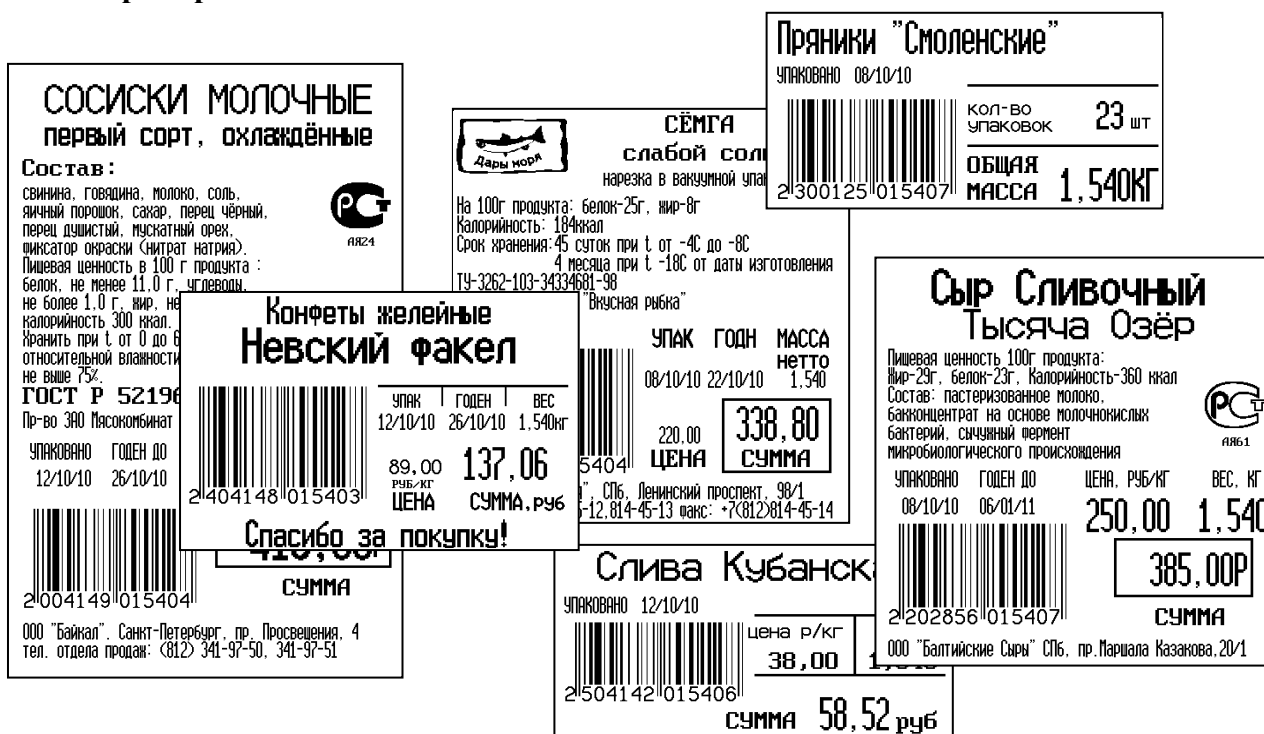 СОСИСКИ МОЛОЧНЫЕ
первый сорт, охлаждённые
Состав:
свинина, говядина, молоко, соль,
яичный порошок, сахар, перец чёрный,
перец душистый, мускатный орех,
фиксатор окраски (нитрат натрия).
Пищевая ценность в 100 г продукта :
белок, не менее 11,0 г, углеводы,
не более 1,0 г, жир, не
калорийность 300 ккал.
Хранить при t от 0 до 6
относительной влажности
не выше 75%.
АЯ24
ГОСТ Р 52196
Пр-во ЗАО Мясокомбинат
УПАКОВАНО ГОДЕН ДО
12/10/10 26/10/10
СУММА
2 004149 015404
ООО "Байкал". Санкт-Петербург, пр. Просвещения, 4
тел. отдела продаж: (812) 341-97-50, 341-97-51
Конфеты желейные
Невский факел
УПАК ГОДЕН ВЕС
12/10/10 26/10/10 1,540кг
89,00 137,06
РУБ/КГ
ЦЕНА СУММА,руб
2 404148 015403
Спасибо за покупку!
Дары моря
СЁМГА
слабой сол
нарезка в вакуумной упа
На 100г продукта: белок-25г, жир-8г
Калорийность: 184ккал
Срок хранения:45 суток при t от -4С до -8С
4 месяца при t -18С от даты изготовления
ТУ-3262-103-34334681-98
"Вкусная рыбка"
УПАК ГОДН МАССА
нетто
08/10/10 22/10/10 1,540
220,00 338,80
ЦЕНА СУММА
5404
", СПб, Ленинский проспект, 98/1
-12,814-45-13 факс: +7(812)814-45-14
Пряники "Смоленские"
УПАКОВАНО 08/10/10
кол-во
упаковок 23 шт
ОБЩАЯ
МАССА 1,540КГ
2 300125 015407
Слива Кубанск
УПАКОВАНО 12/10/10
цена р/кг
38,00
2 504142 015406
СУММА 58,52 руб
Сыр Сливочный
Тысяча Озёр
Пищевая ценность 100г продукта:
Жир-29г, белок-23г, Калорийность-360 ккал
Состав: пастеризованное молоко,
бакконцентрат на основе молочнокислых
бактерий, сычужный фермент
микробиологического происхождения
АЯ61
УПАКОВАНО ГОДЕН ДО ЦЕНА, РУБ/КГ ВЕС, КГ
08/10/10 06/01/11 250,00 1,540
385,00Р
СУММА
2 202856 015407
ООО "Балтийские Сыры" СПб, пр.Маршала Казакова,20/1